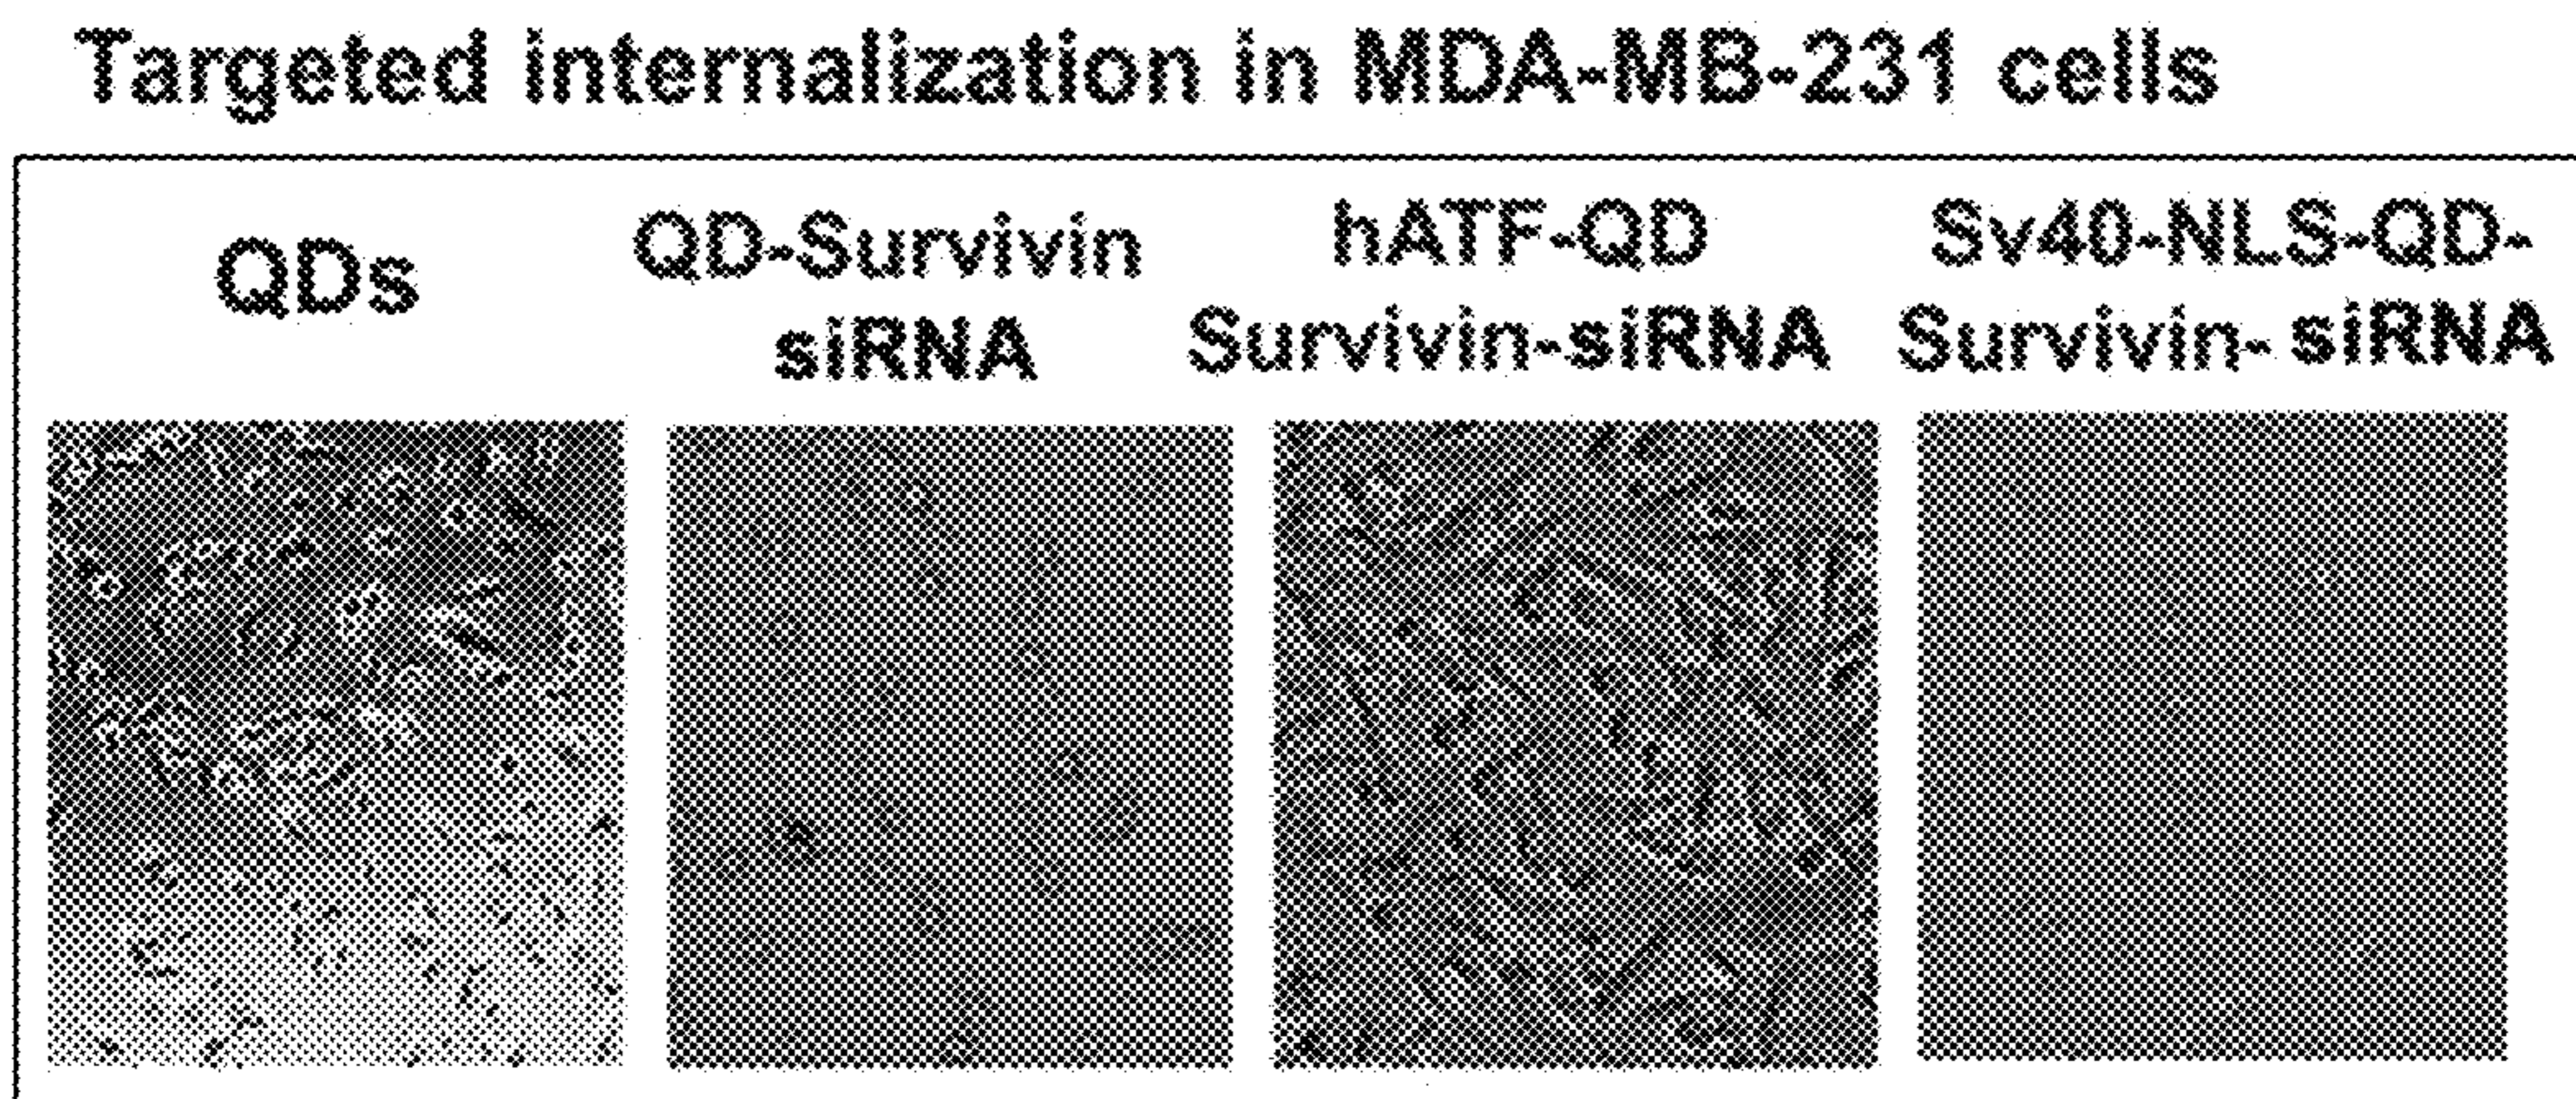 Targeted internalization in MDA-MB-231 cells
QDs
QD-Survivin
siRNA
hATF-QD
Survivin-siRNA
Sv40-NLS-QD-
Survivin- siRNA